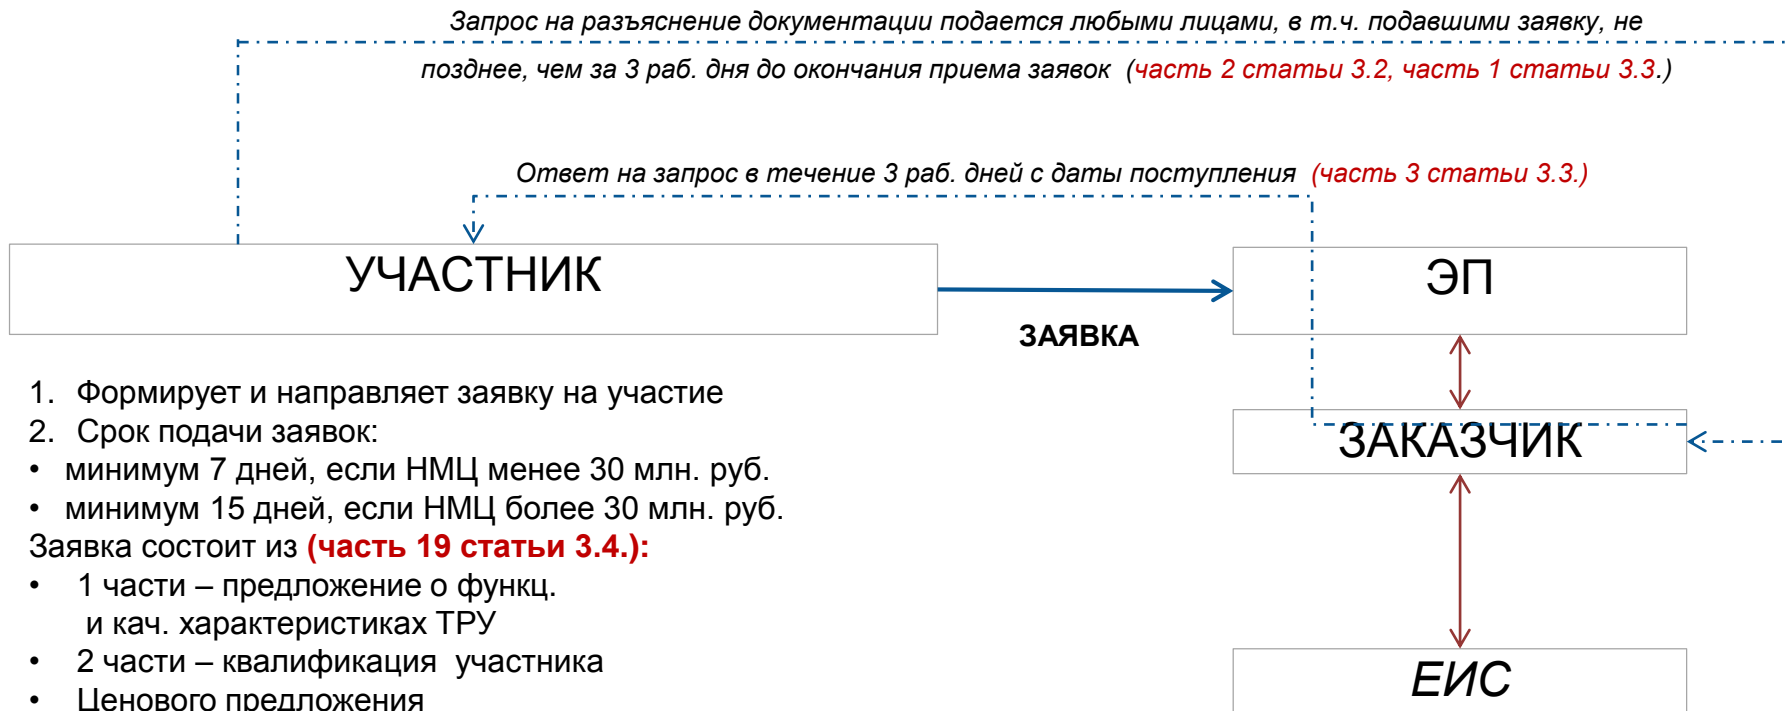 Запрос на разъяснение документации подается любыми лицами, в т.ч. подавшими заявку, не
позднее, чем за 3 раб. дня до окончания приема заявок (часть 2 статьи 3.2, часть 1 статьи 3.3.)
Ответ на запрос в течение 3 раб. дней с даты поступления (часть 3 статьи 3.3.)
УЧАСТНИК
ЭП
ЗАЯВКА
1. Формирует и направляет заявку на участие
2. Срок подачи заявок:
• минимум 7 дней, если НМЦ менее 30 млн. руб.
• минимум 15 дней, если НМЦ более 30 млн. руб.
Заявка состоит из (часть 19 статьи 3.4.):
• 1 части – предложение о функц.
и кач. характеристиках ТРУ
• 2 части – квалификация участника
• Ценового предложения
ЗАКАЗЧИК
ЕИС